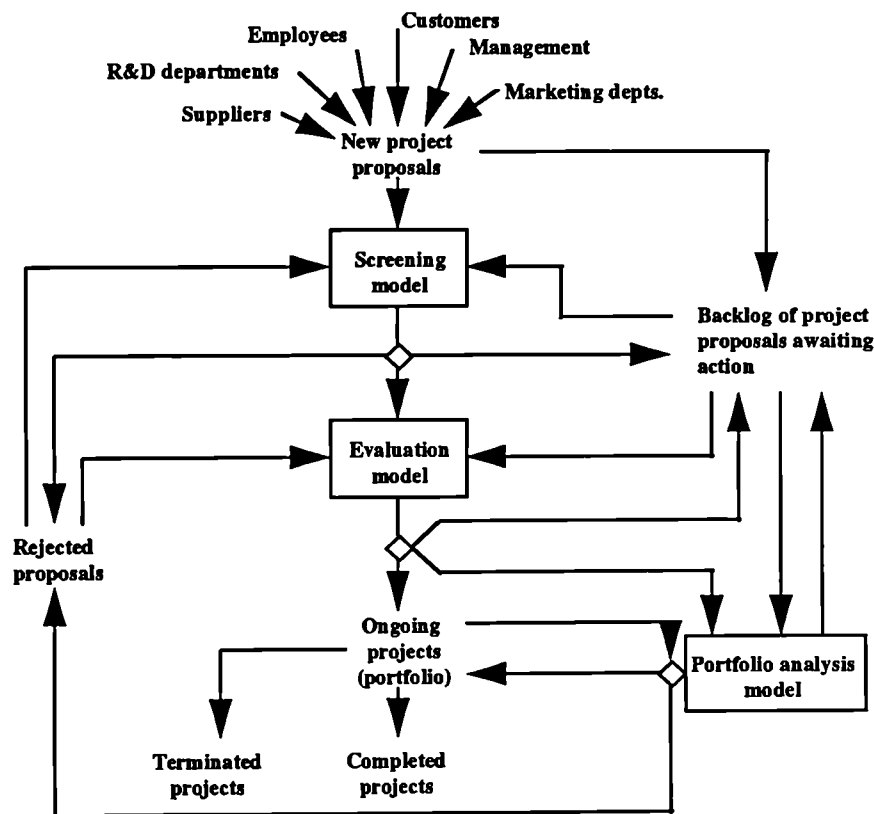 Customers
Employees
Management
R&D departments
Marketing depts.
Suppliers
New project
proposals
Screening
model
Backlog of project
proposals awaiting
action
Evaluation
model
Rejected
proposals
Ongoing
projects
(portfolio)
Portfolio analysis
model
Terminated
projects
Completed
projects